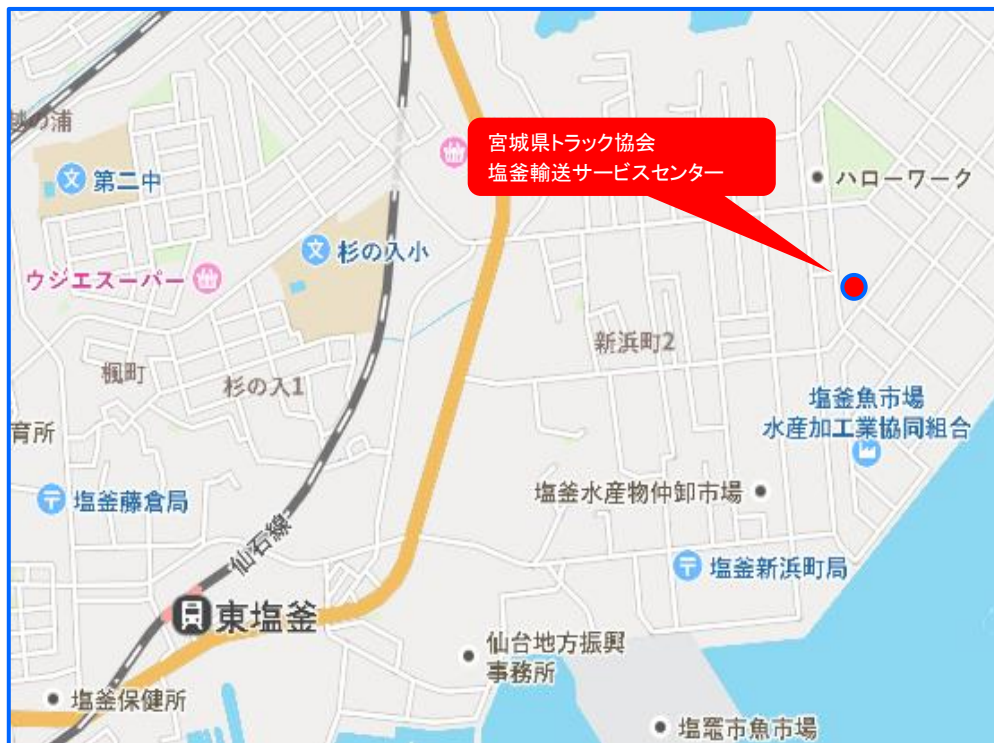 宮城県トラック協会
塩釜輸送サービスセンター
越の浦
第二中
ハローワーク
杉の入小
ウジエスーパー
新浜町2
楓町
杉の入1
塩釜魚市場
水産加工業協同組合
育所
塩釜藤倉局
塩釜水産物仲卸市場
仙石線
塩釜新浜町局
東塩釜
仙台地方振興
事務所
塩釜保健所
塩竈市魚市場